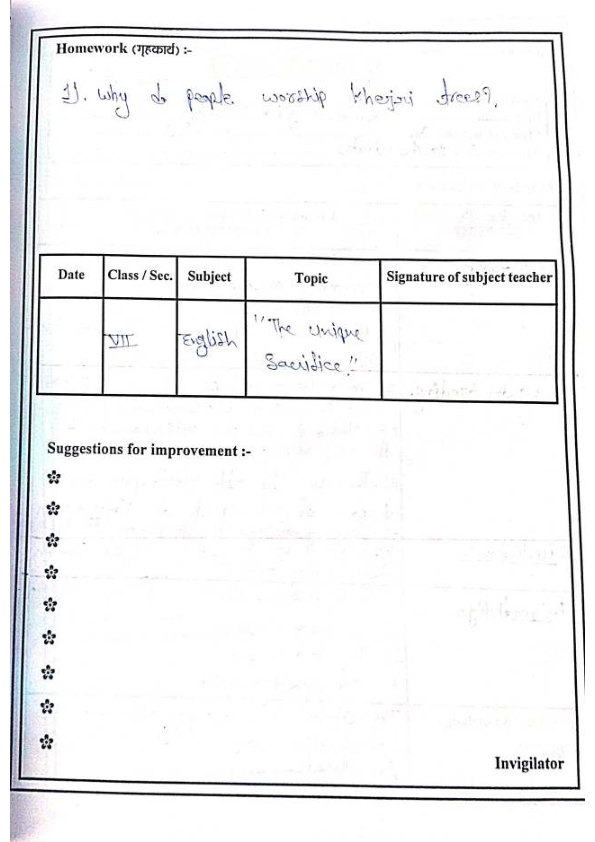 Homework (गृहकार्य) :-
1). Why do people worship Khejari trees?.
Date Class / Sec. Subject Topic Signature of subject teacher
VII English "The Unique
Sacrifice."
Suggestions for improvement :-
Invigilator